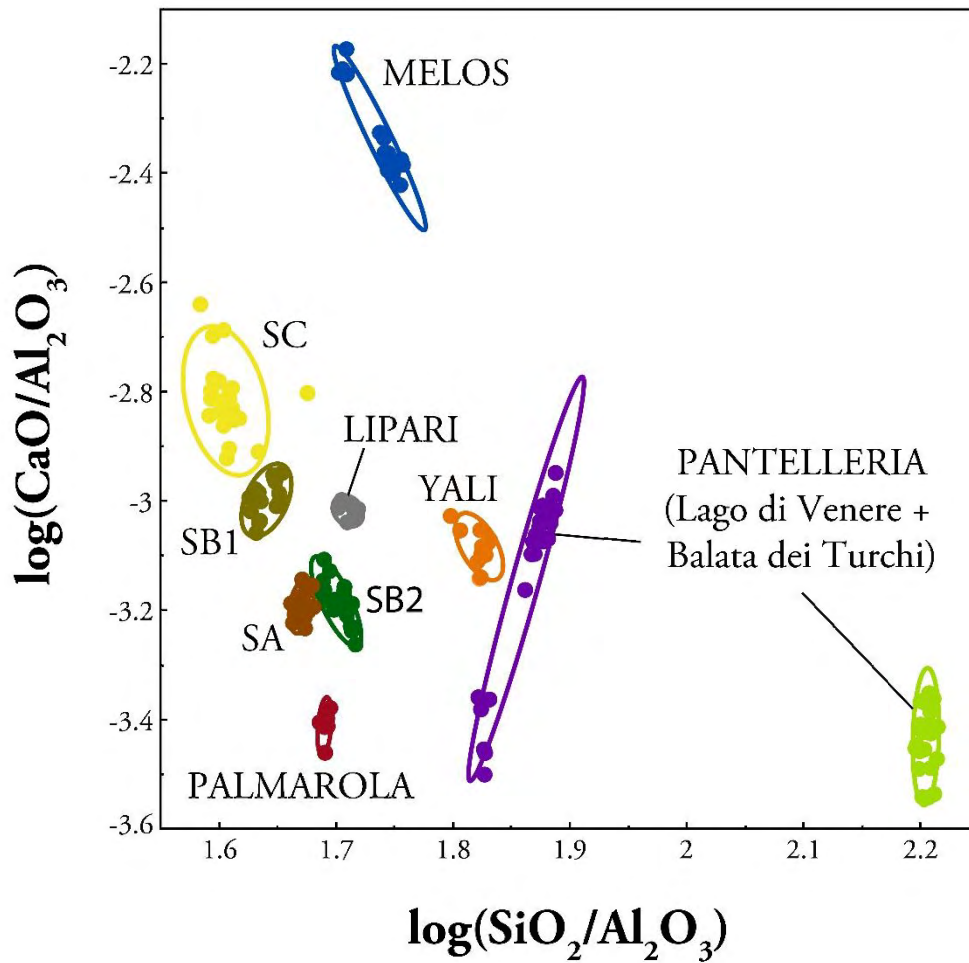 -2.2
MELOS
-2.4
-2.6
SC
-2.8
LIPARI
YALI
PANTELLERIA
(Lago di Venere +
Balata dei Turchi)
-3
SB1
SB2
-3.2
SA
-3.4
PALMAROLA
-3.6
1.6 1.7 1.8 1.9 2 2.1 2.2
log(CaO/Al₂O₃)
log(SiO₂/Al₂O₃)